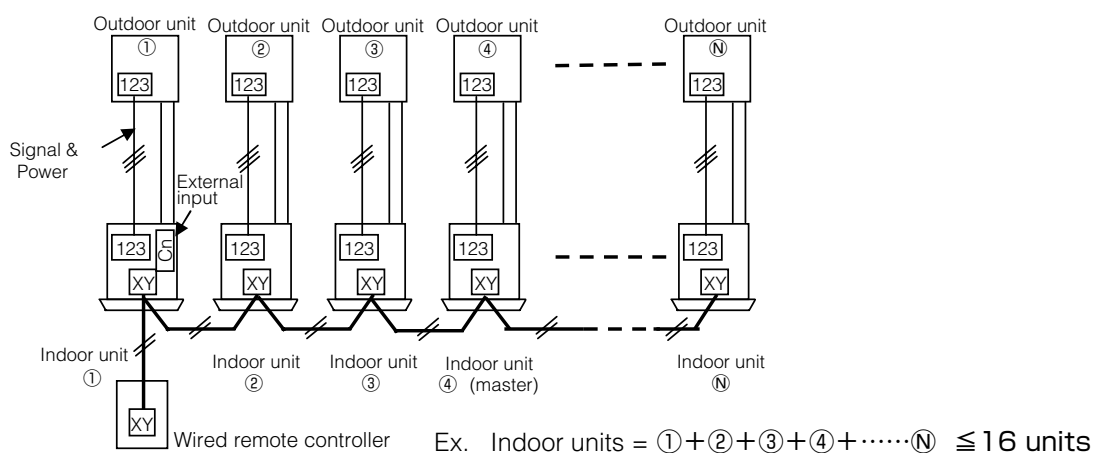 Outdoor unit Outdoor unit Outdoor unit Outdoor unit Outdoor unit
① ② ③ ④ Ⓝ
123 123 123 123 123
Signal &
Power
External
input
123 Cn 123 123 123 123
XY XY XY XY XY
Indoor unit Indoor unit Indoor unit Indoor unit Indoor unit
① ② ③ ④ (master) Ⓝ
XY
Wired remote controller Ex. Indoor units = ①+②+③+④+······Ⓝ ≦16 units